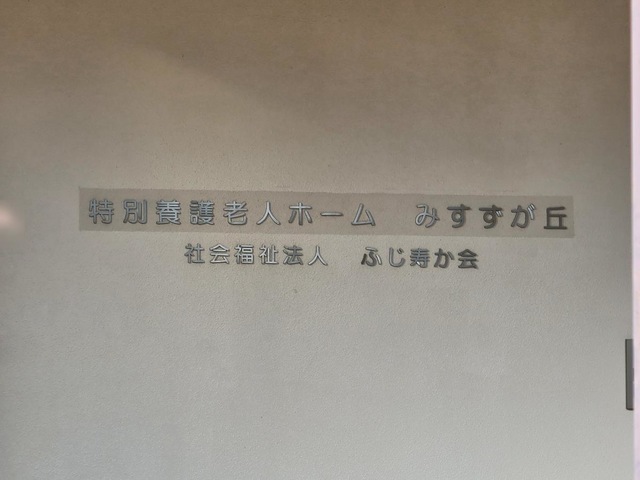 特別養護老人ホーム　みすずが丘
社会福祉法人　ふじ寿か会